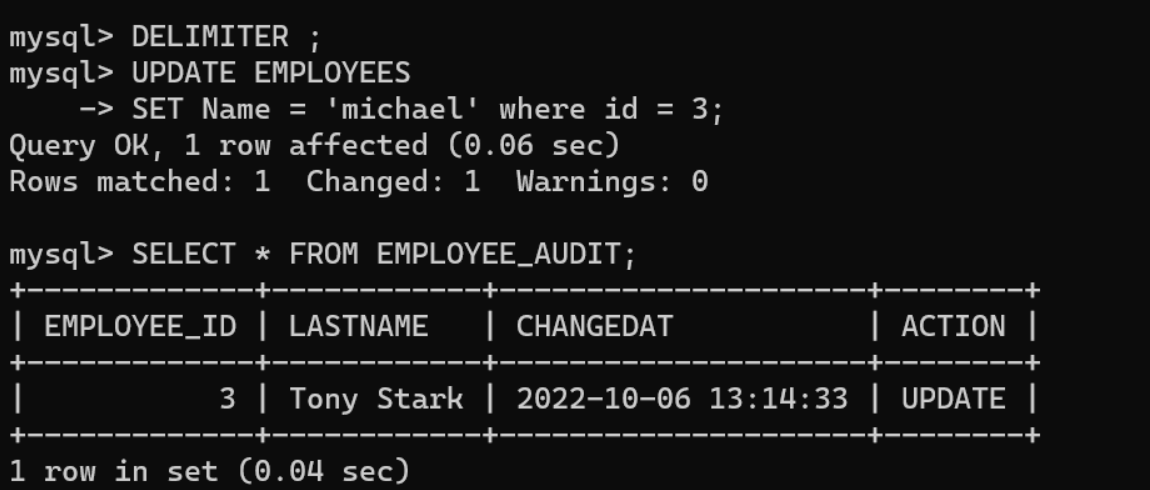 mysql> DELIMITER ;
mysql> UPDATE EMPLOYEES
    -> SET Name = 'michael' where id = 3;
Query OK, 1 row affected (0.06 sec)
Rows matched: 1  Changed: 1  Warnings: 0

mysql> SELECT * FROM EMPLOYEE_AUDIT;
+-------------+------------+---------------------+--------+
| EMPLOYEE_ID | LASTNAME   | CHANGEDAT           | ACTION |
+-------------+------------+---------------------+--------+
|           3 | Tony Stark | 2022-10-06 13:14:33 | UPDATE |
+-------------+------------+---------------------+--------+
1 row in set (0.04 sec)